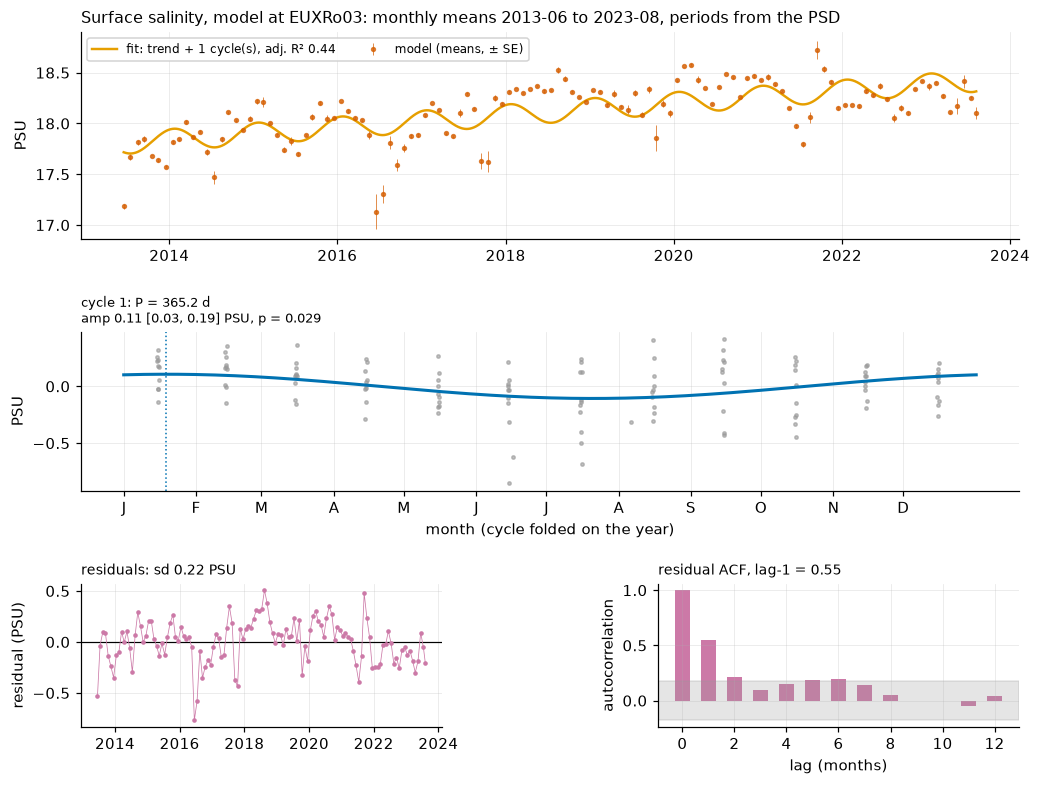 Surface salinity, model at EUXRo03: monthly means 2013-06 to 2023-08, periods from the PSD
fit: trend + 1 cycle(s), adj. R² 0.44
model (means, ± SE)
PSU
18.5
18.0
17.5
17.0
2014 2016 2018 2020 2022 2024
cycle 1: P = 365.2 d
amp 0.11 [0.03, 0.19] PSU, p = 0.029
PSU
0.0
−0.5
J F M A M J J A S O N D
month (cycle folded on the year)
residuals: sd 0.22 PSU
residual (PSU)
0.5
0.0
−0.5
2014 2016 2018 2020 2022 2024
residual ACF, lag-1 = 0.55
autocorrelation
1.0
0.5
0.0
0 2 4 6 8 10 12
lag (months)